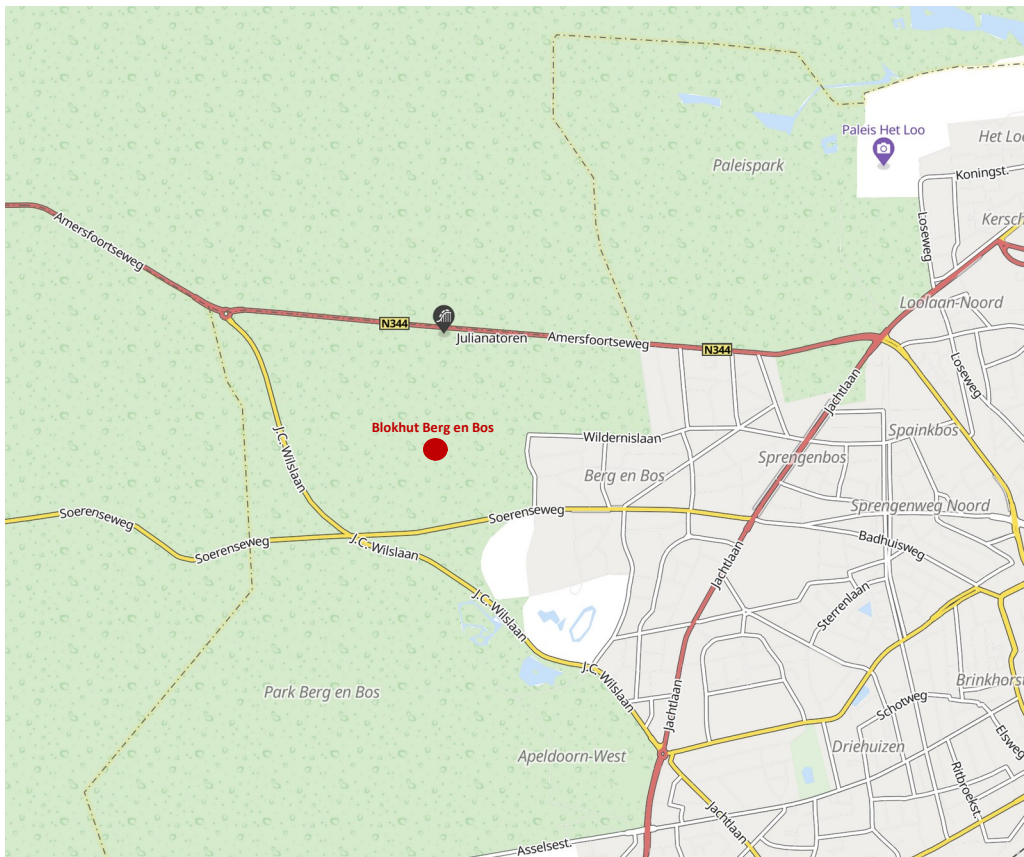 Paleis Het Loo
Het Loo
Paleispark
Koningst.
Loseweg
Amersfoortseweg
Loolaan-Noord
N344
Julianatoren
Amersfoortseweg
N344
Loseweg
Jachtlaan
Blokhut Berg en Bos
Wildernislaan
Spainkbos
J.C. Wilslaan
Sprengenbos
Berg en Bos
Soerenseweg
Soerenseweg
Sprengenweg Noord
Soerenseweg
J.C. Wilslaan
Badhuisweg
Jachtlaan
J.C. Wilslaan
Sterrenlaan
J.C. Wilslaan
Brinkhorst
Park Berg en Bos
Jachtlaan
Schotweg
Elsweg
Driehuizen
Apeldoorn-West
Ritbroekst.
Jachtlaan
Asselsest.